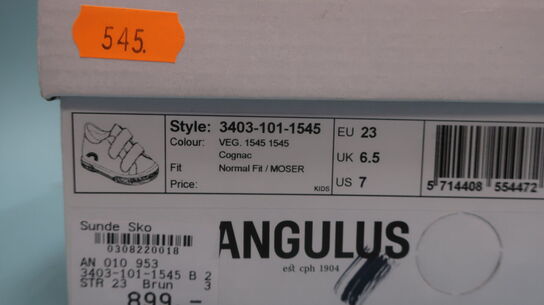 545.
Style: 3403-101-1545
Colour: VEG. 1545 1545
Cognac
Fit Normal Fit / MOSER
Price:
KIDS
EU 23
UK 6.5
US 7
5 714408 554472
Sunde Sko
0308220018
AN 010 953
3403-101-1545 B 2
STR 23 Brun 3
899.-
ANGULUS
est cph 1904